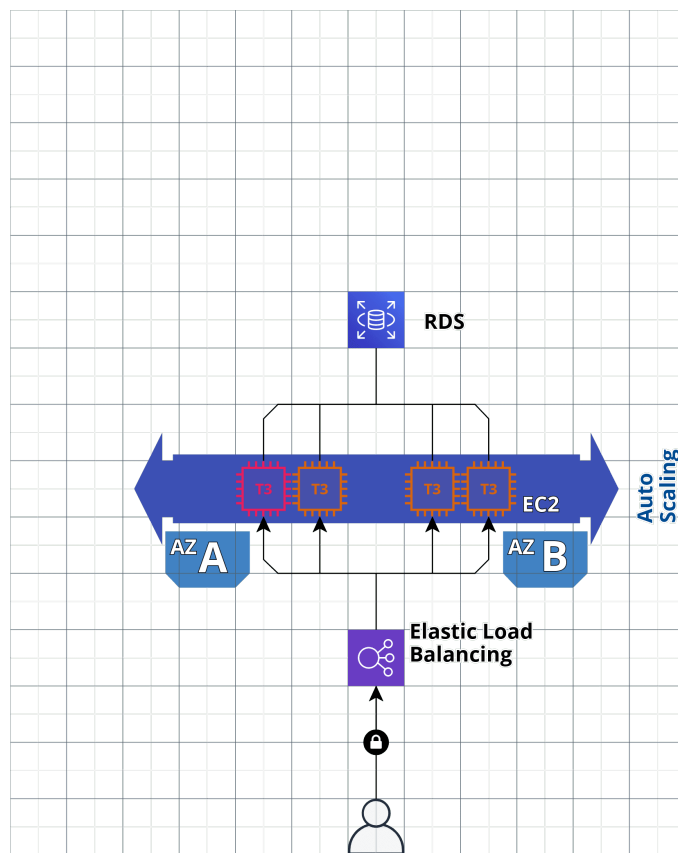 RDS
T3
T3
T3
T3
EC2
Auto
Scaling
AZ A
AZ B
Elastic Load
Balancing